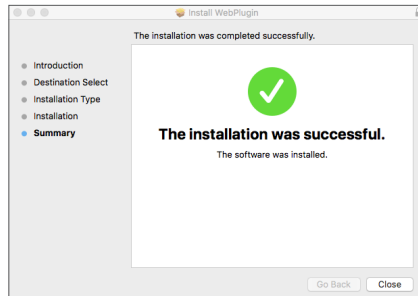 Install WebPlugin
The installation was completed successfully.
Introduction
Destination Select
Installation Type
Installation
Summary
The installation was successful.
The software was installed.
Go Back
Close